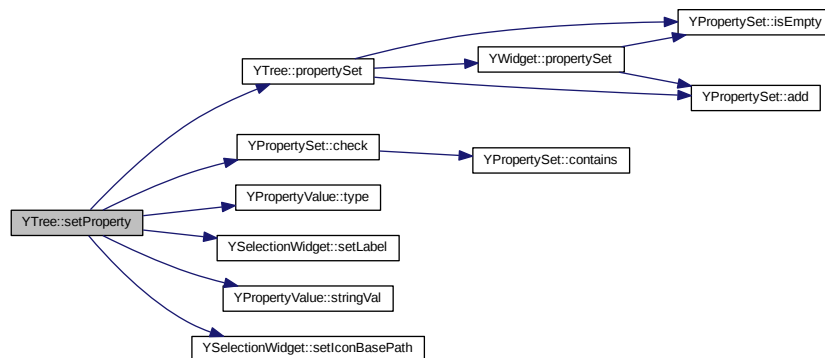 YTree::setProperty
YTree::propertySet
YPropertySet::isEmpty
YWidget::propertySet
YPropertySet::add
YPropertySet::check
YPropertySet::contains
YPropertyValue::type
YSelectionWidget::setLabel
YPropertyValue::stringVal
YSelectionWidget::setIconBasePath